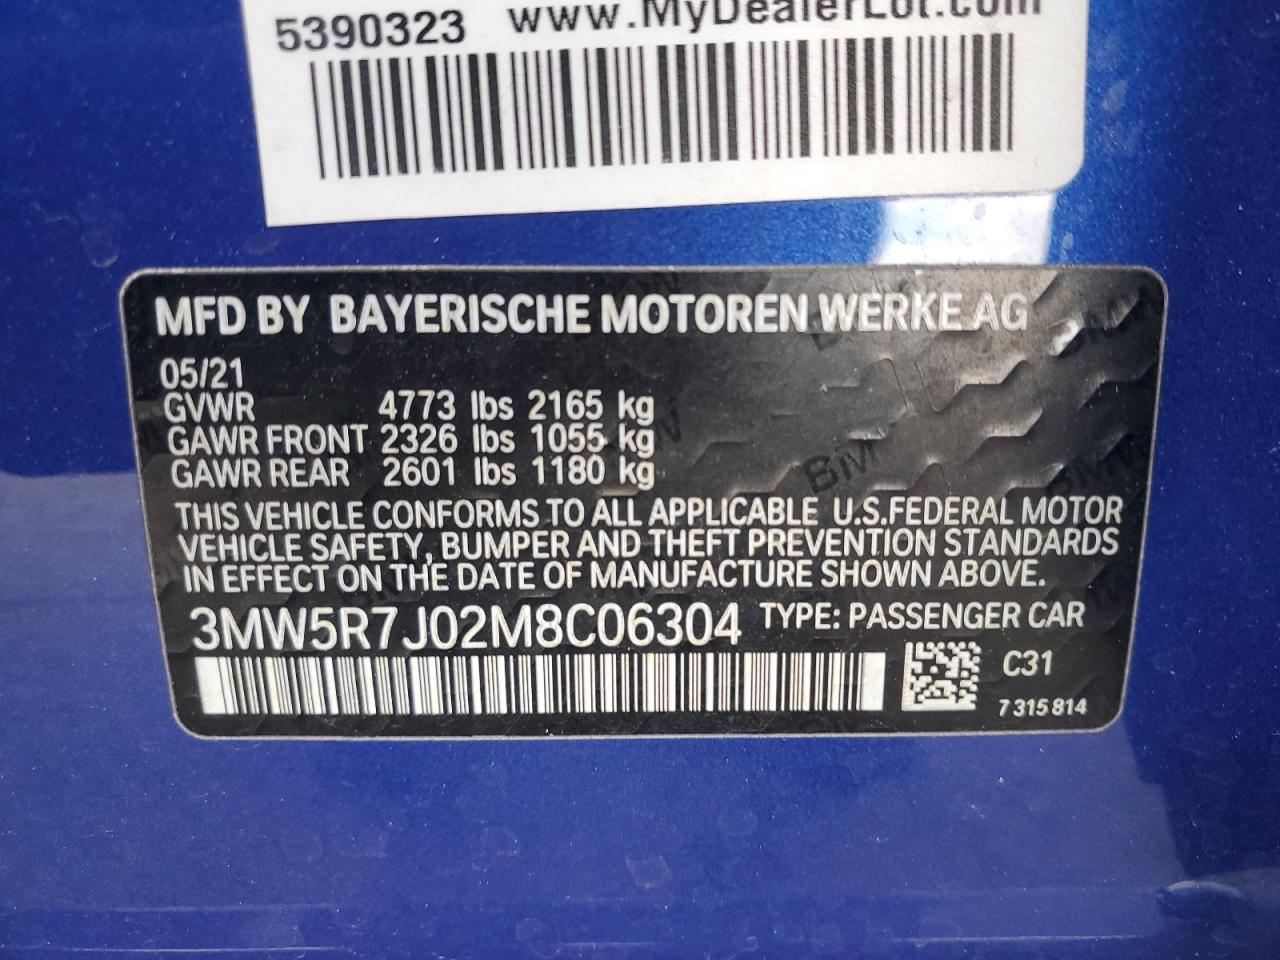 5390323 www.MyDealerLot.com
MFD BY BAYERISCHE MOTOREN WERKE AG
05/21
GVWR 4773 lbs 2165 kg
GAWR FRONT 2326 lbs 1055 kg
GAWR REAR 2601 lbs 1180 kg
THIS VEHICLE CONFORMS TO ALL APPLICABLE U.S.FEDERAL MOTOR
VEHICLE SAFETY, BUMPER AND THEFT PREVENTION STANDARDS
IN EFFECT ON THE DATE OF MANUFACTURE SHOWN ABOVE.
3MW5R7J02M8C06304 TYPE: PASSENGER CAR
C31
7 315 814